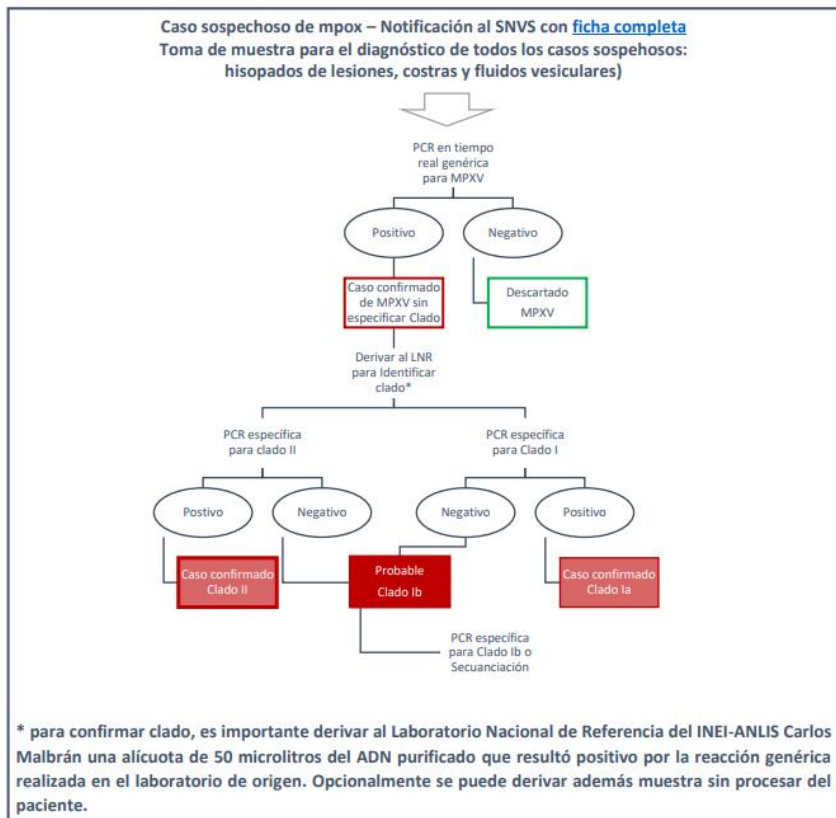 Caso sospechoso de mpox – Notificación al SNVS con ficha completa
Toma de muestra para el diagnóstico de todos los casos sospehosos:
hisopados de lesiones, costras y fluidos vesiculares)
PCR en tiempo
real genérica
para MPXV
Positivo
Negativo
Caso confirmado
de MPXV sin
especificar Clado
Descartado
MPXV
Derivar al LNR
para Identificar
clado*
PCR específica
para clado II
PCR específica
para Clado I
Postivo
Negativo
Negativo
Positivo
Caso confirmado
Clado II
Probable
Clado Ib
Caso confirmado
Clado Ia
PCR específica
para Clado Ib o
Secuanciación
* para confirmar clado, es importante derivar al Laboratorio Nacional de Referencia del INEI-ANLIS Carlos
Malbrán una alícuota de 50 microlitros del ADN purificado que resultó positivo por la reacción genérica
realizada en el laboratorio de origen. Opcionalmente se puede derivar además muestra sin procesar del
paciente.